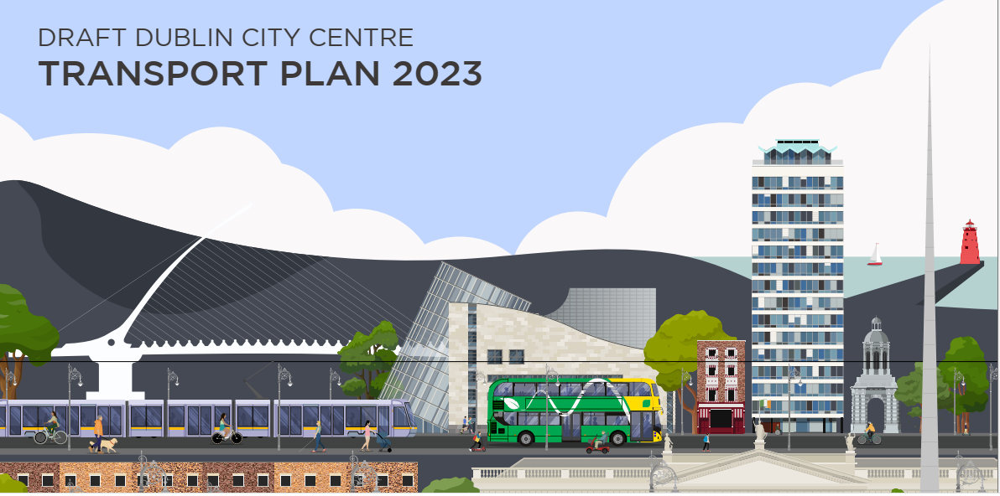 DRAFT DUBLIN CITY CENTRE
TRANSPORT PLAN 2023